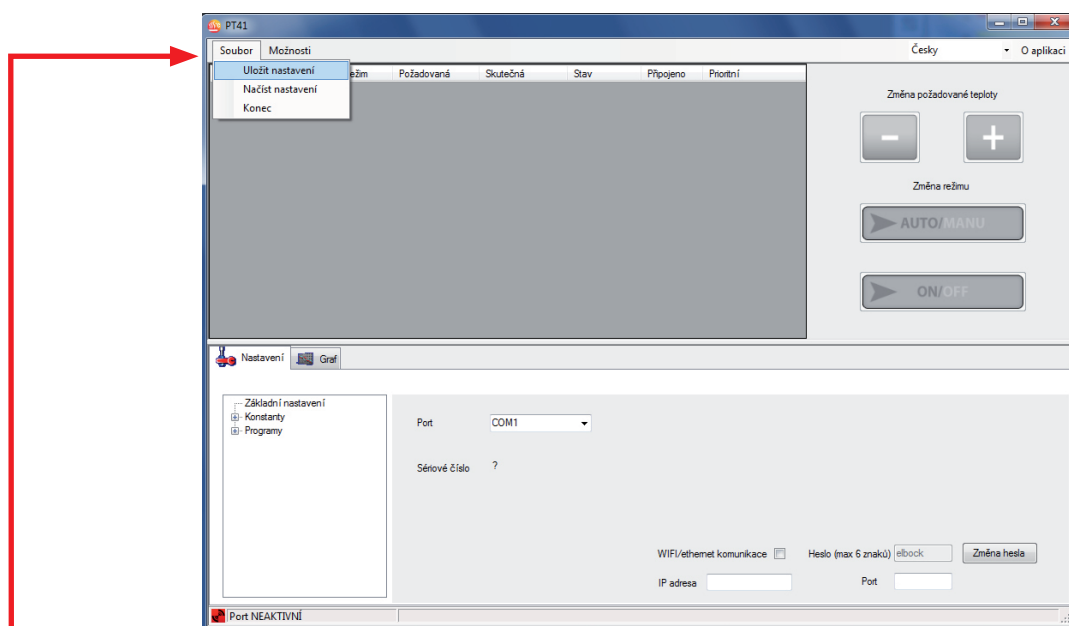 PT41
Soubor Možnosti Česky O aplikaci
Uložit nastavení
Načíst nastavení
Konec
ežim Požadovaná Skutečná Stav Připojeno Prioritní
Změna požadované teploty
- +
Změna režimu
AUTO/MANU
ON/OFF
Nastavení Graf
Základní nastavení
Konstanty
Programy
Port COM1
Sériové číslo ?
WIFI/ethernet komunikace Heslo (max 6 znaků) elbock Změna hesla
IP adresa Port
Port NEAKTIVNÍ